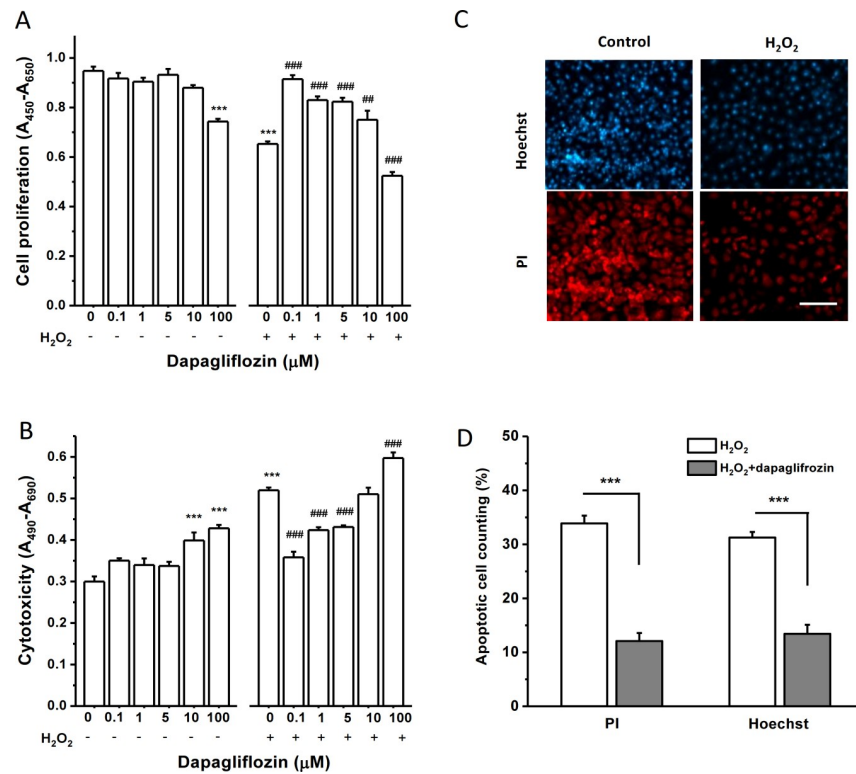 A
Cell proliferation (A450-A650)
1.0
0.8
0.6
0.4
0.2
0.0
***
***
###
###
###
##
###
0 0.1 1 5 10 100 0 0.1 1 5 10 100
H2O2 - - - - - - + + + + + +
Dapagliflozin (μM)
B
Cytotoxicity (A490-A690)
0.6
0.5
0.4
0.3
0.2
0.1
0.0
*** ***
***
###
###
###
###
0 0.1 1 5 10 100 0 0.1 1 5 10 100
H2O2 - - - - - - + + + + + +
Dapagliflozin (μM)
C
Control H2O2
Hoechst
PI
D
Apoptotic cell counting (%)
50
40
30
20
10
0
H2O2
H2O2+dapaglifrozin
***
***
PI Hoechst